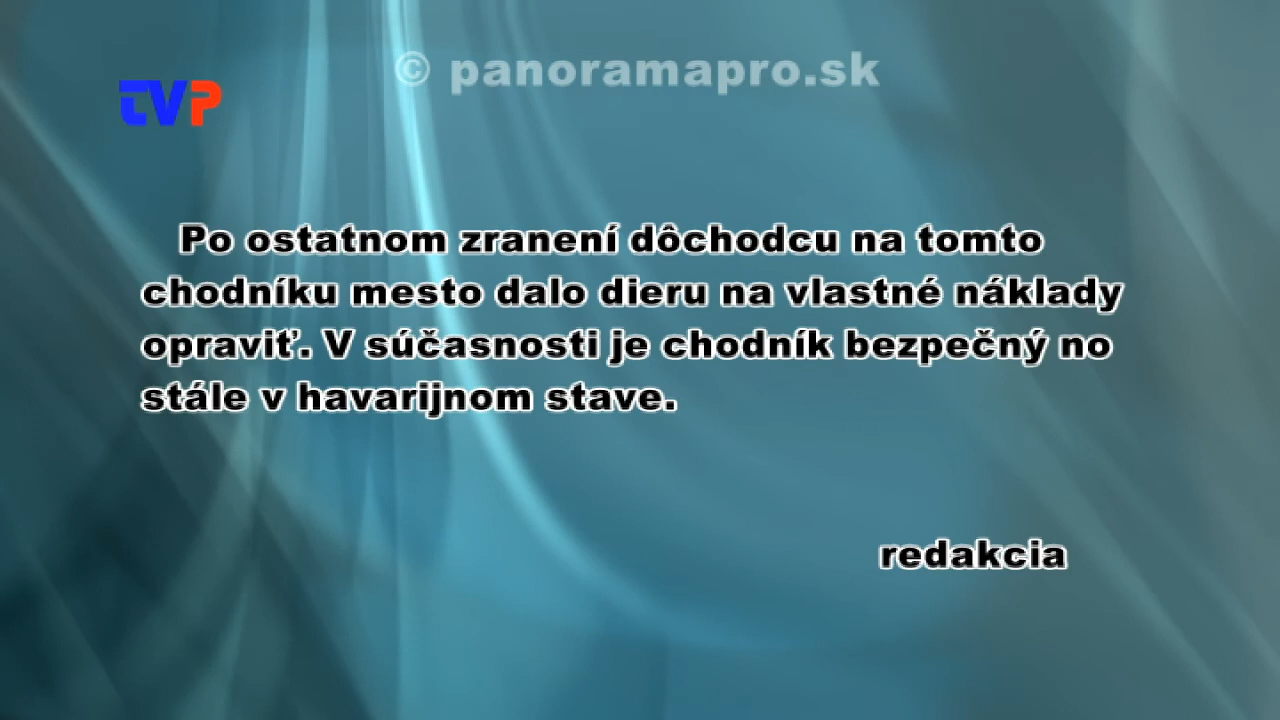 © panoramapro.sk
TVP
Po ostatnom zranení dôchodcu na tomto
chodníku mesto dalo dieru na vlastné náklady
opraviť. V súčasnosti je chodník bezpečný no
stále v havarijnom stave.
redakcia